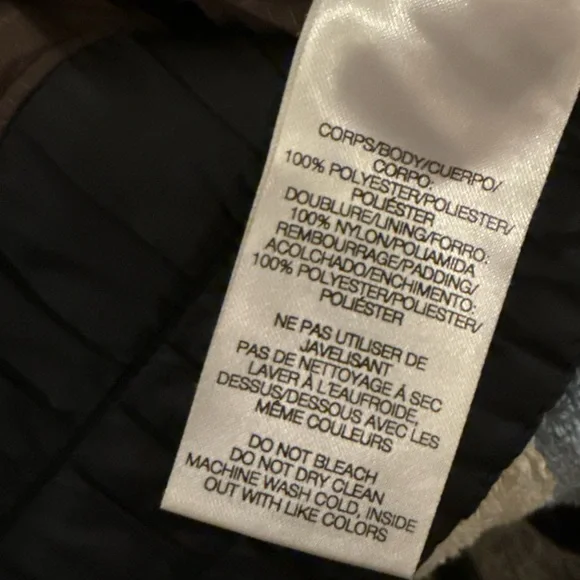 CORPS/BODY/CUERPO/
CORPO:
100% POLYESTER/POLIESTER/
POLIÉSTER
DOUBLURE/LINING/FORRO:
100% NYLON/POLIAMIDA
REMBOURRAGE/PADDING/
ACOLCHADO/ENCHIMENTO:
100% POLYESTER/POLIESTER/
POLIÉSTER
NE PAS UTILISER DE
JAVELISANT
PAS DE NETTOYAGE À SEC
LAVER À L'EAUFROIDE,
DESSUS/DESSOUS AVEC LES
MÊME COULEURS
DO NOT BLEACH
DO NOT DRY CLEAN
MACHINE WASH COLD, INSIDE
OUT WITH LIKE COLORS